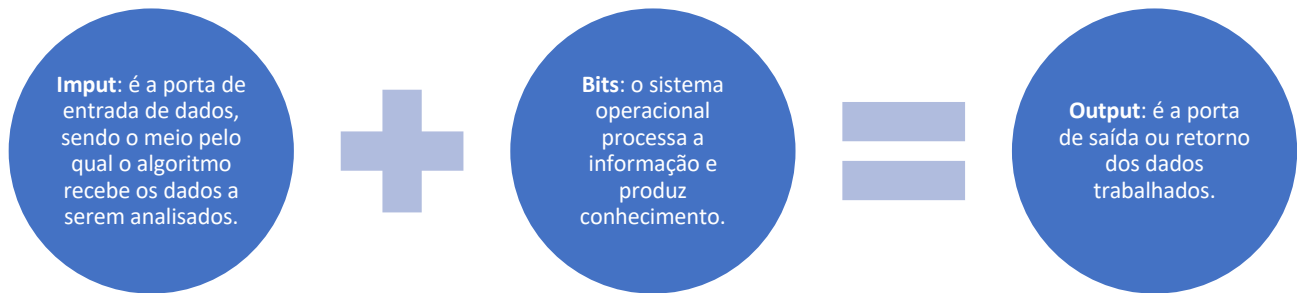 Imput: é a porta de
entrada de dados,
sendo o meio pelo
qual o algoritmo
recebe os dados a
serem analisados.
Bits: o sistema
operacional
processa a
informação e
produz
conhecimento.
Output: é a porta
de saída ou retorno
dos dados
trabalhados.